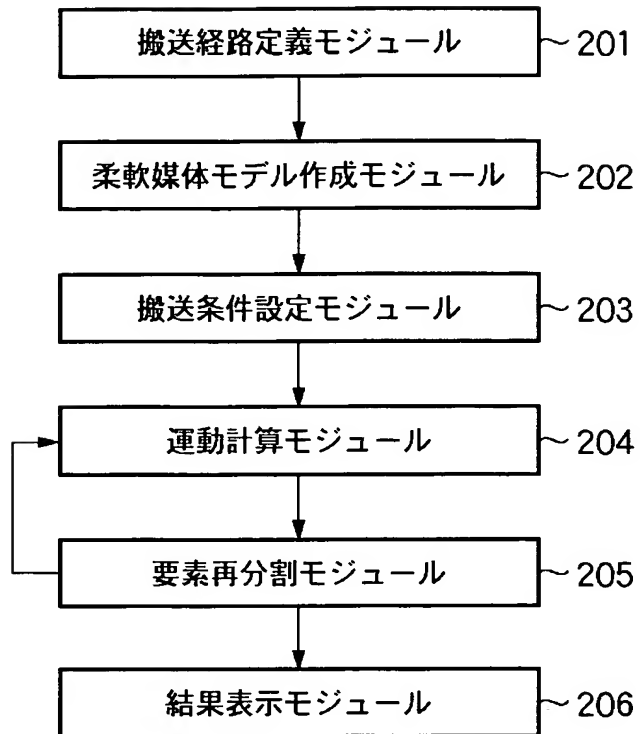 搬送経路定義モジュール ～201
柔軟媒体モデル作成モジュール ～202
搬送条件設定モジュール ～203
運動計算モジュール ～204
要素再分割モジュール ～205
結果表示モジュール ～206